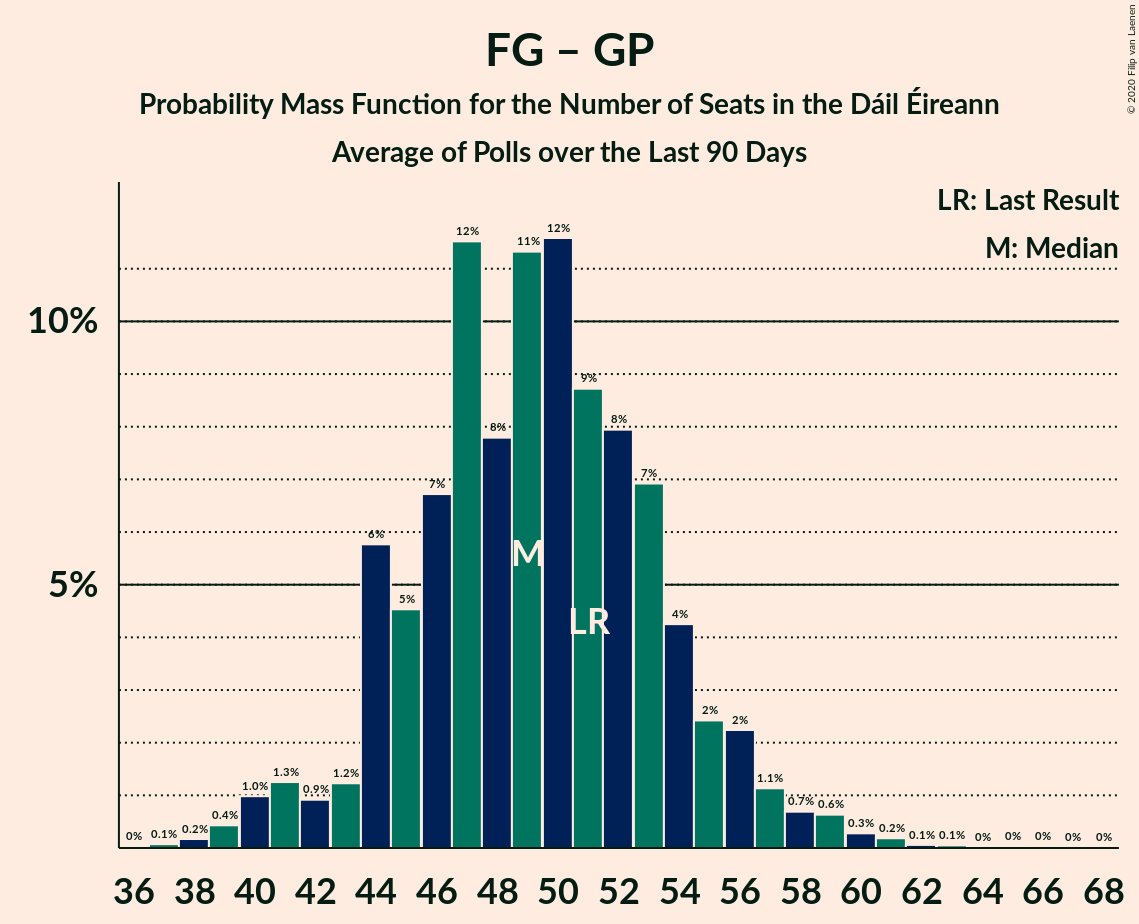 FG – GP
Probability Mass Function for the Number of Seats in the Dáil Éireann
Average of Polls over the Last 90 Days
© 2020 Filip van Laenen
LR: Last Result
M: Median
10%
5%
0% 0.1% 0.2% 0.4% 1.0% 1.3% 0.9% 1.2% 6% 5% 7% 12% 8% 11% 12% 9% 8% 7% 4% 2% 2% 1.1% 0.7% 0.6% 0.3% 0.2% 0.1% 0.1% 0% 0% 0% 0% 0%
M
LR
36 38 40 42 44 46 48 50 52 54 56 58 60 62 64 66 68